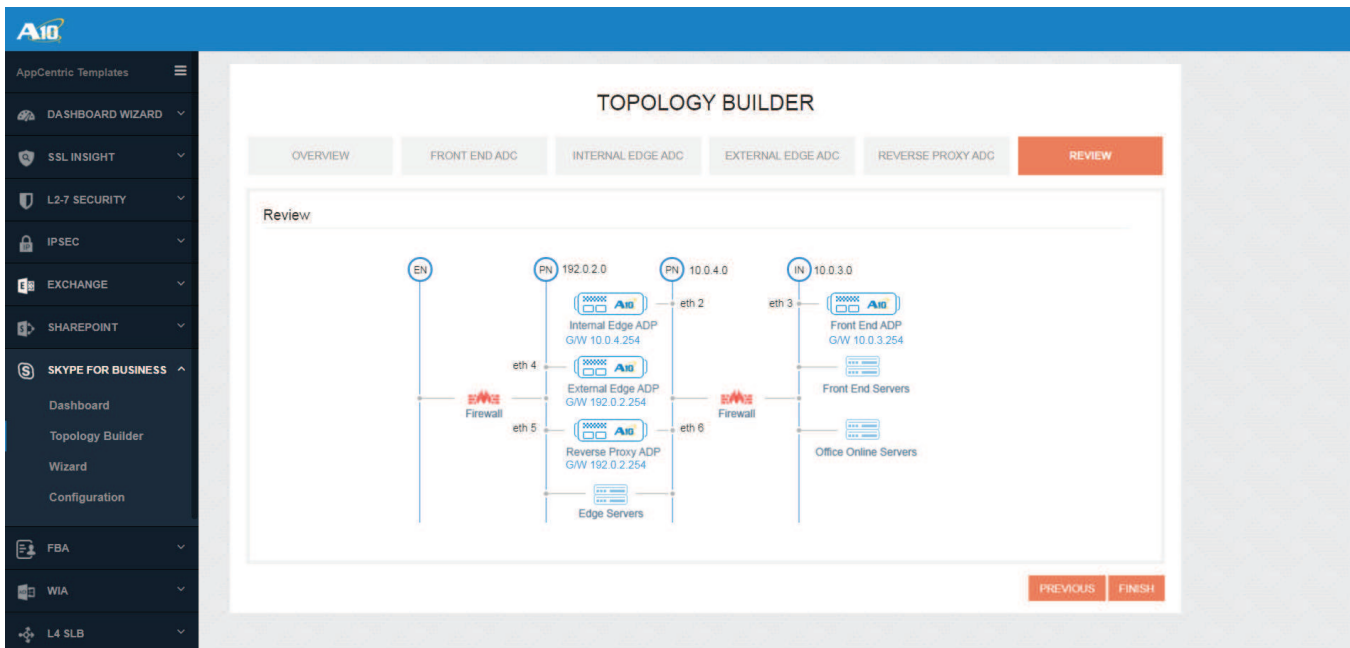 A10
AppCentric Templates
DASHBOARD WIZARD
SSL INSIGHT
L2-7 SECURITY
IPSEC
EXCHANGE
SHAREPOINT
SKYPE FOR BUSINESS
Dashboard
Topology Builder
Wizard
Configuration
FBA
WIA
L4 SLB
TOPOLOGY BUILDER
OVERVIEW
FRONT END ADC
INTERNAL EDGE ADC
EXTERNAL EDGE ADC
REVERSE PROXY ADC
REVIEW
Review
EN
PN 192.0.2.0
PN 10.0.4.0
IN 10.0.3.0
A10
eth 2
eth 3
A10
Internal Edge ADP
G/W 10.0.4.254
Front End ADP
G/W 10.0.3.254
eth 4
A10
External Edge ADP
G/W 192.0.2.254
Front End Servers
Firewall
Firewall
eth 5
A10
eth 6
Reverse Proxy ADP
G/W 192.0.2.254
Office Online Servers
Edge Servers
PREVIOUS
FINISH